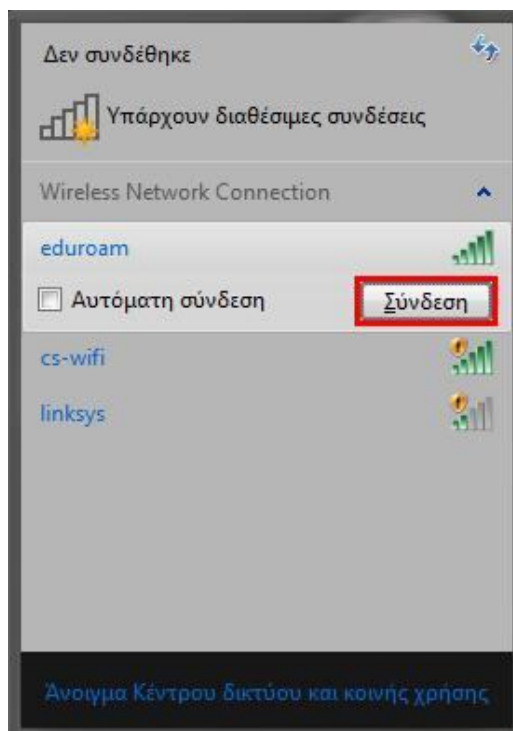 Δεν συνδέθηκε
Υπάρχουν διαθέσιμες συνδέσεις
Wireless Network Connection
eduroam
Αυτόματη σύνδεση
Σύνδεση
cs-wifi
linksys
Άνοιγμα Κέντρου δικτύου και κοινής χρήσης